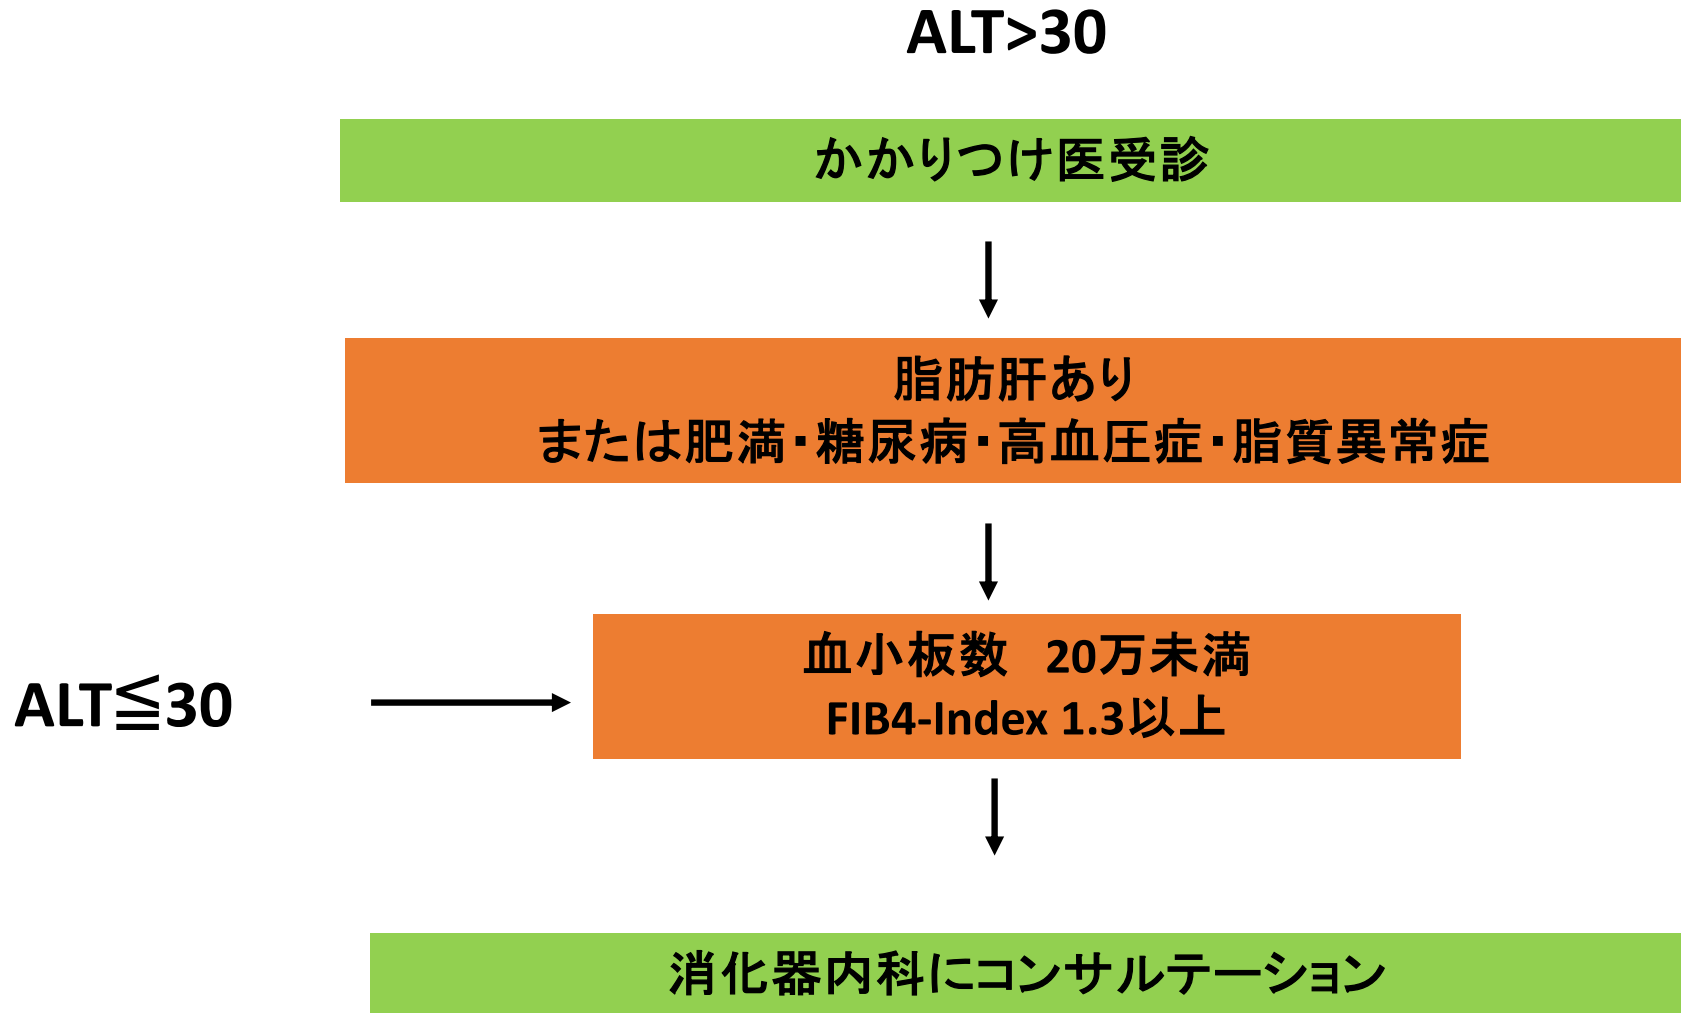 ALT>30
かかりつけ医受診
脂肪肝あり
または肥満・糖尿病・高血圧症・脂質異常症
血小板数　20万未満
FIB4-Index 1.3以上
ALT≦30
消化器内科にコンサルテーション